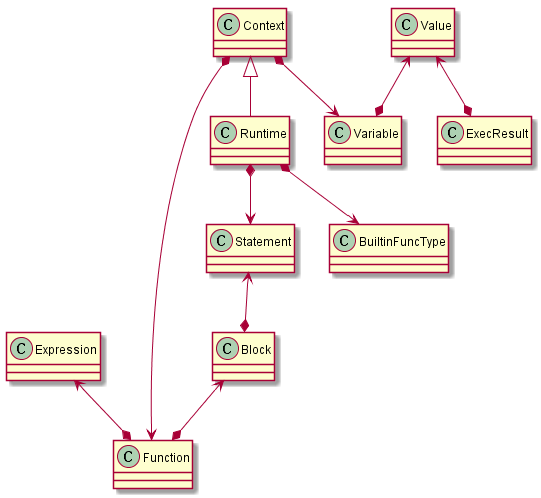 C Context
C Value
C Runtime
C Variable
C ExecResult
C Statement
C BuiltinFuncType
C Expression
C Block
C Function